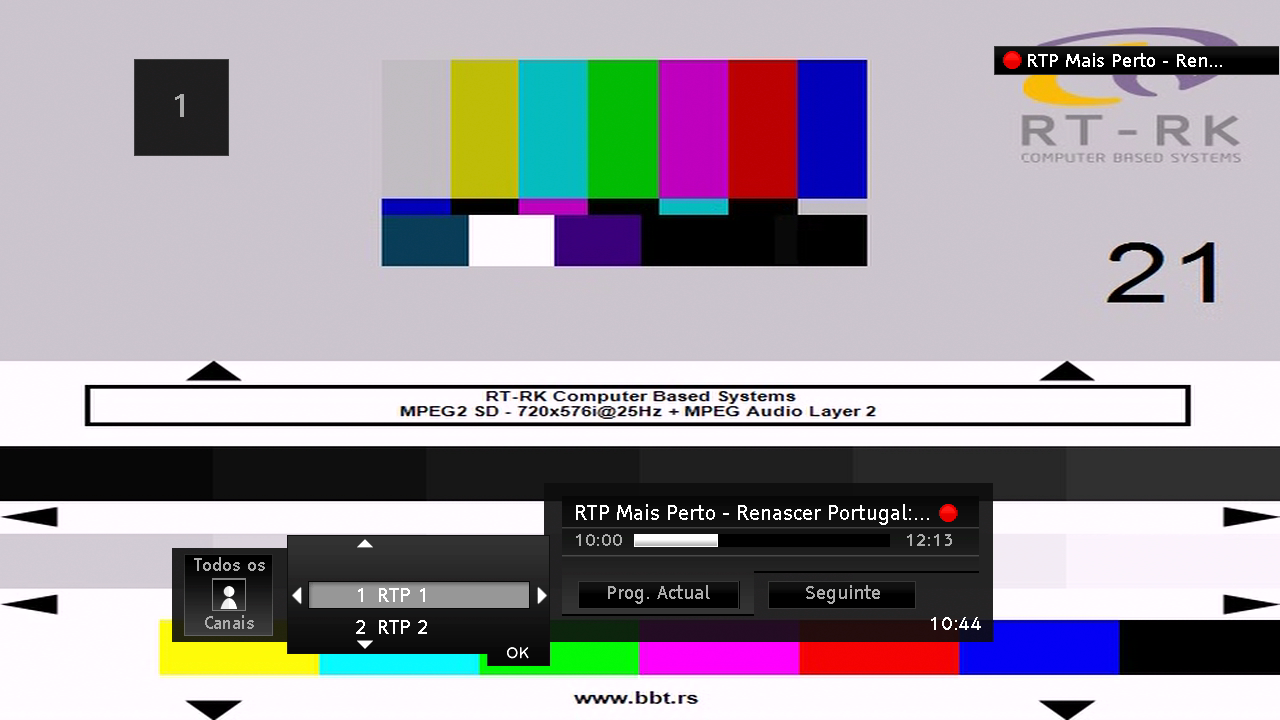 1
RTP Mais Perto - Ren...
RT-RK
COMPUTER BASED SYSTEMS
21
RT-RK Computer Based Systems
MPEG2 SD - 720x576i@25Hz + MPEG Audio Layer 2
RTP Mais Perto - Renascer Portugal:...
10:00
12:13
Todos os
Canais
1 RTP 1
2 RTP 2
OK
Prog. Actual
Seguinte
10:44
www.bbt.rs